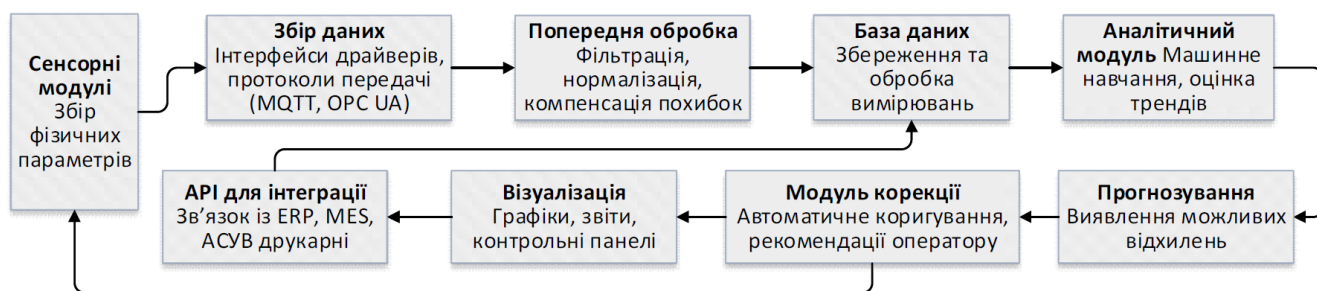 Сенсорні
модулі
Збір
фізичних
параметрів
Збір даних
Інтерфейси драйверів,
протоколи передачі
(MQTT, OPC UA)
Попередня обробка
Фільтрація,
нормалізація,
компенсація похибок
База даних
Збереження та
обробка
вимірювань
Аналітичний
модуль Машинне
навчання, оцінка
трендів
API для інтеграції
Зв’язок із ERP, MES,
АСУВ друкарні
Візуалізація
Графіки, звіти,
контрольні панелі
Модуль корекції
Автоматичне коригування,
рекомендації оператору
Прогнозування
Виявлення можливих
відхилень